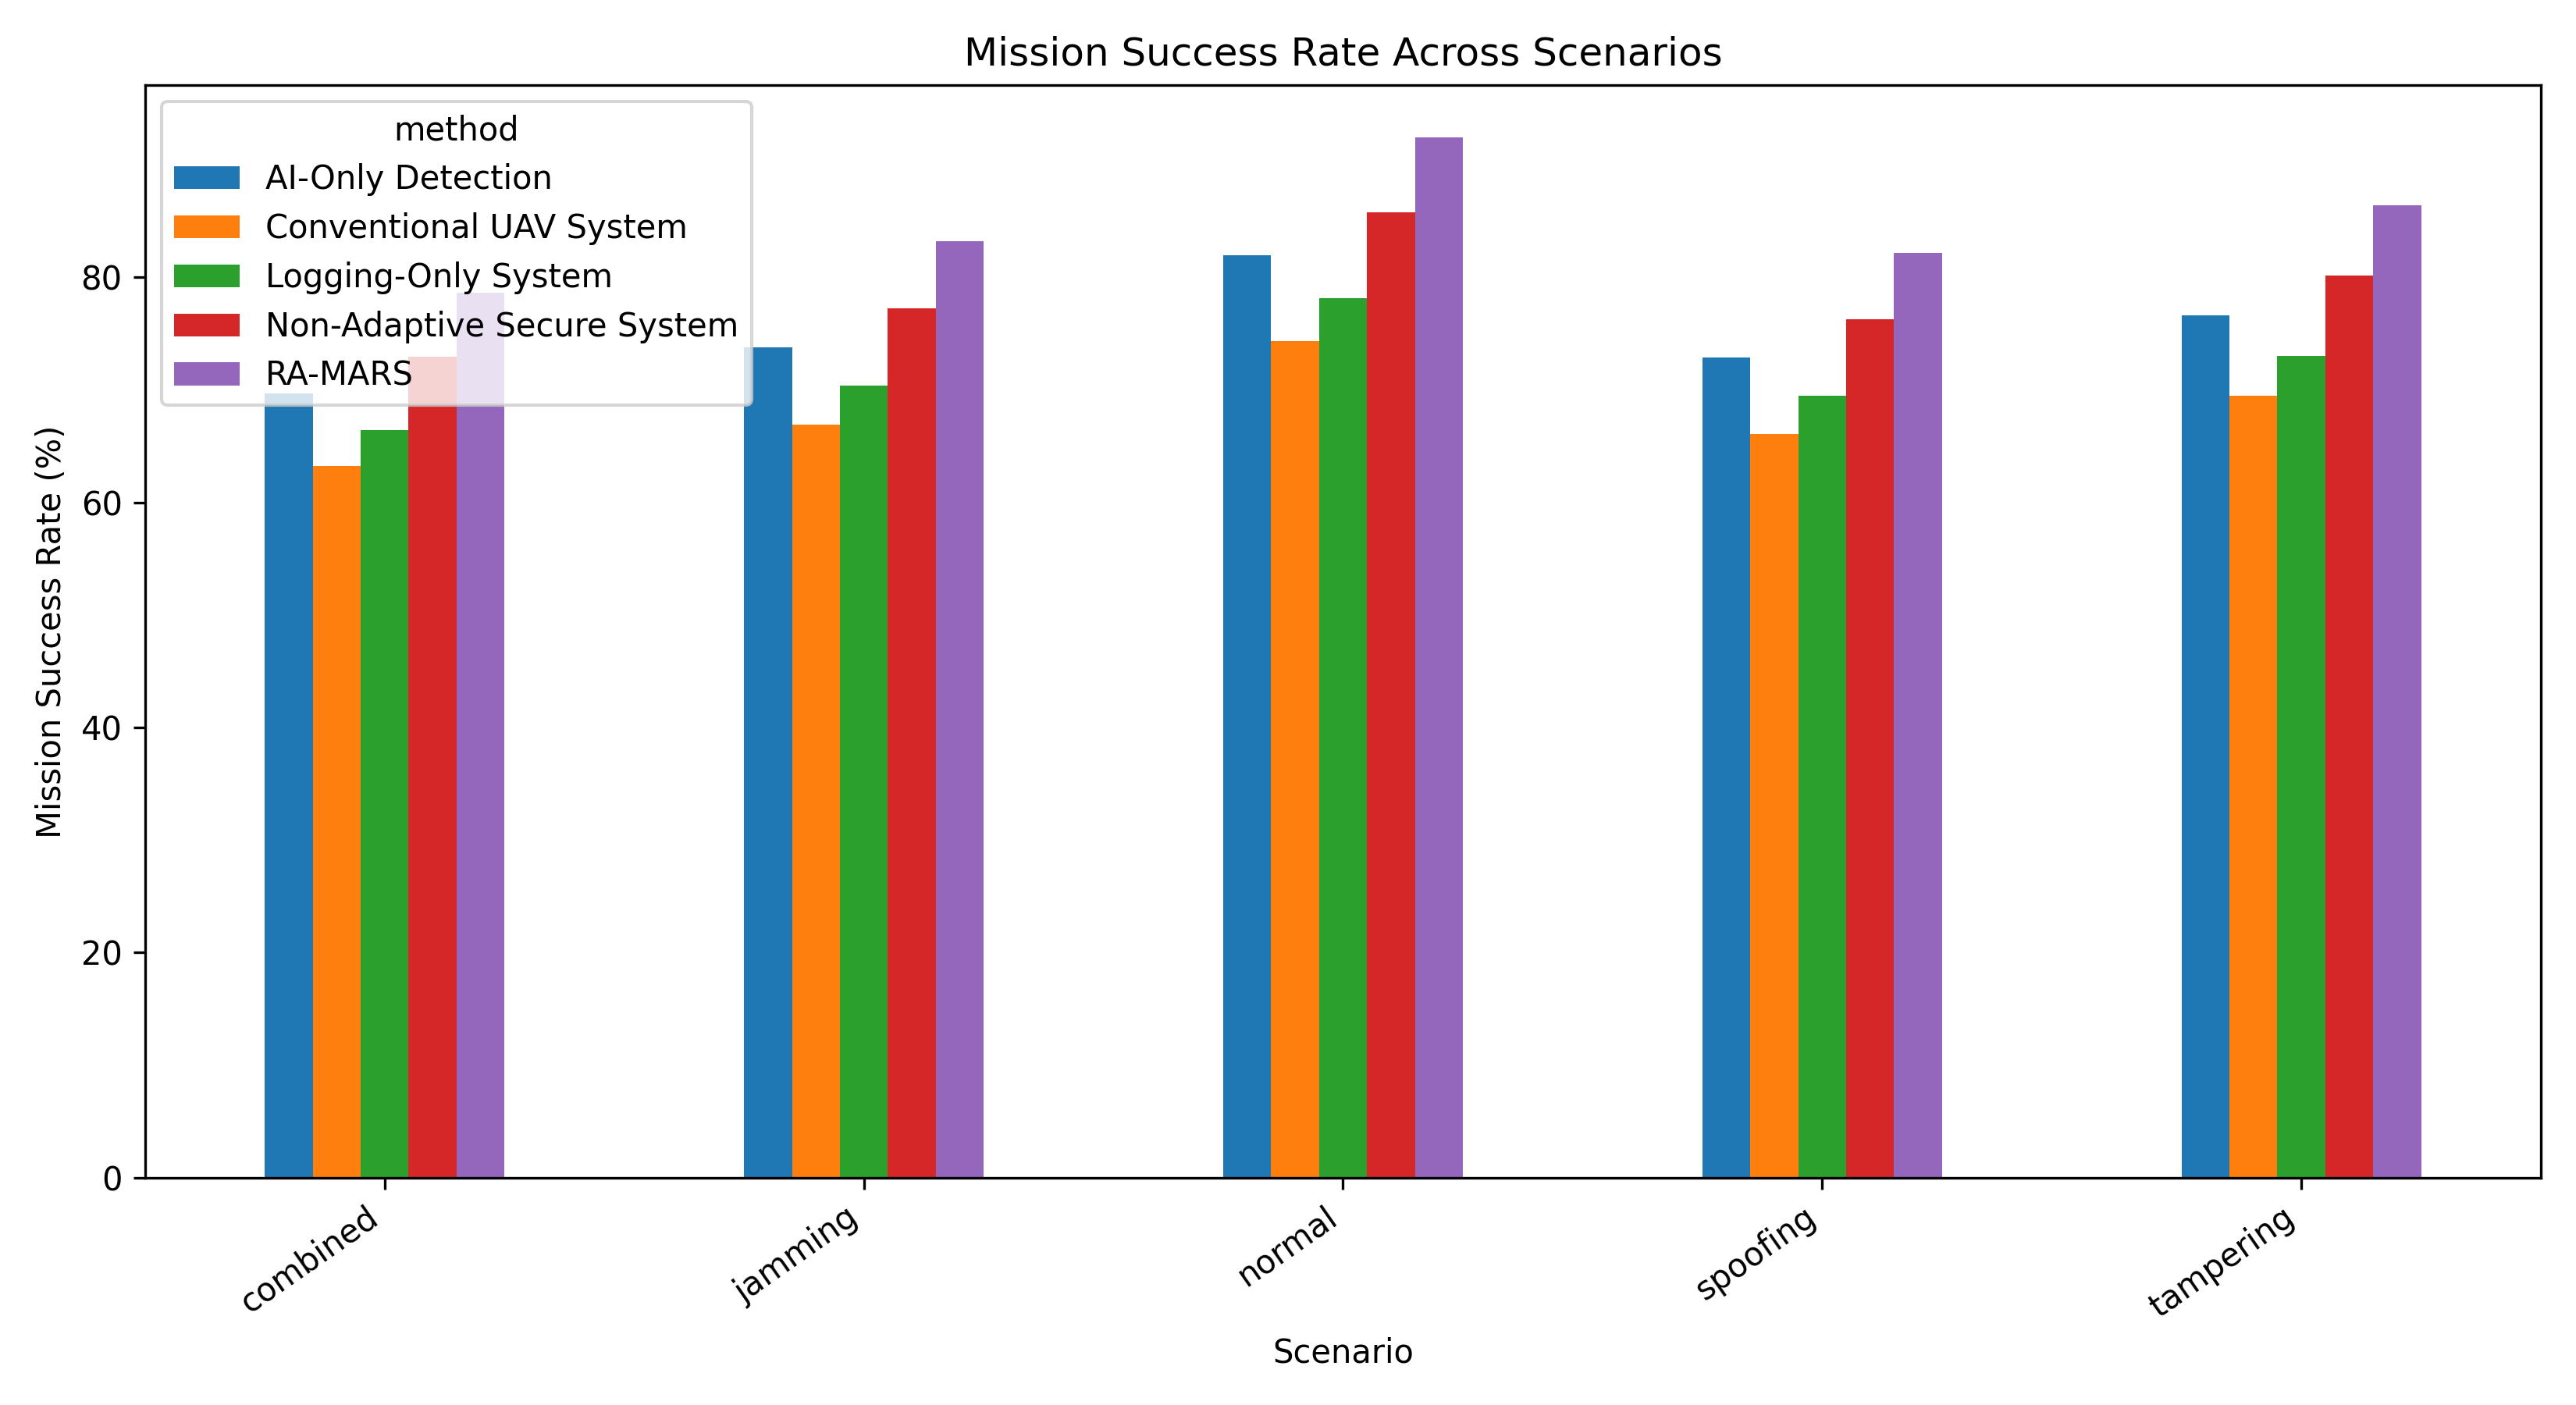 Mission Success Rate Across Scenarios
method
AI-Only Detection
Conventional UAV System
Logging-Only System
Non-Adaptive Secure System
RA-MARS
Mission Success Rate (%)
80
60
40
20
0
combined
jamming
normal
spoofing
tampering
Scenario